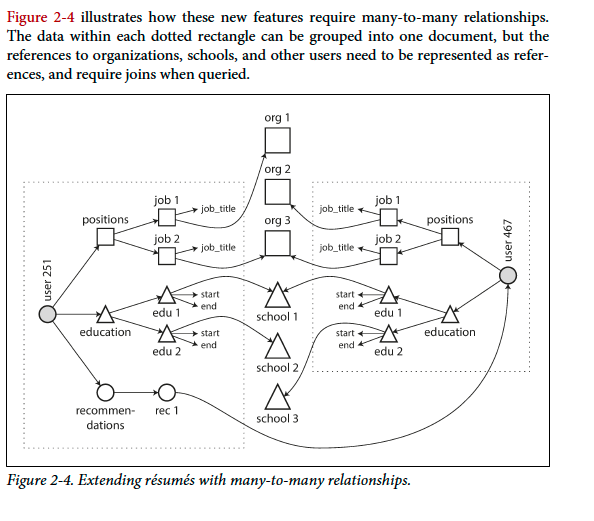 Figure 2-4 illustrates how these new features require many-to-many relationships.
The data within each dotted rectangle can be grouped into one document, but the
references to organizations, schools, and other users need to be represented as refer-
ences, and require joins when queried.
org 1
org 2
org 3
job 1
job_title
positions
job 2
job_title
user 251
start
end
edu 1
education
start
end
edu 2
recommen-
dations
rec 1
school 1
school 2
school 3
job_title
job 1
positions
job_title
job 2
user 467
start
end
edu 1
start
end
education
edu 2
Figure 2-4. Extending résumés with many-to-many relationships.